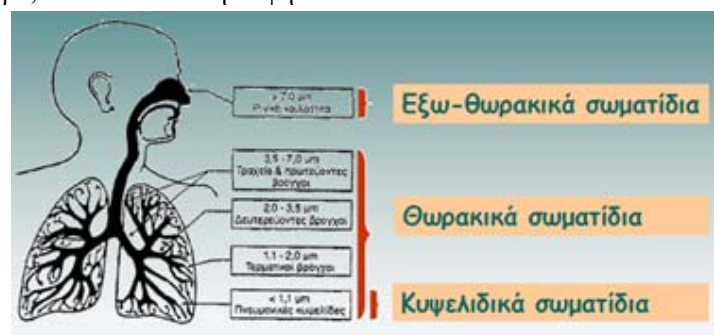 > 7,0 μm
Ρινική κοιλότητα
Εξω-Θωρακικά σωματίδια
3,5 - 7,0 μm
Τραχεία & πρωτεύοντες
βρόγχοι
2,0 - 3,5 μm
Δευτερεύοντες βρόγχοι
Θωρακικά σωματίδια
1,1 - 2,0 μm
Τερματικοί βρόγχοι
< 1,1 μm
Πνευμονικές κυψελίδες
Κυψελιδικά σωματίδια